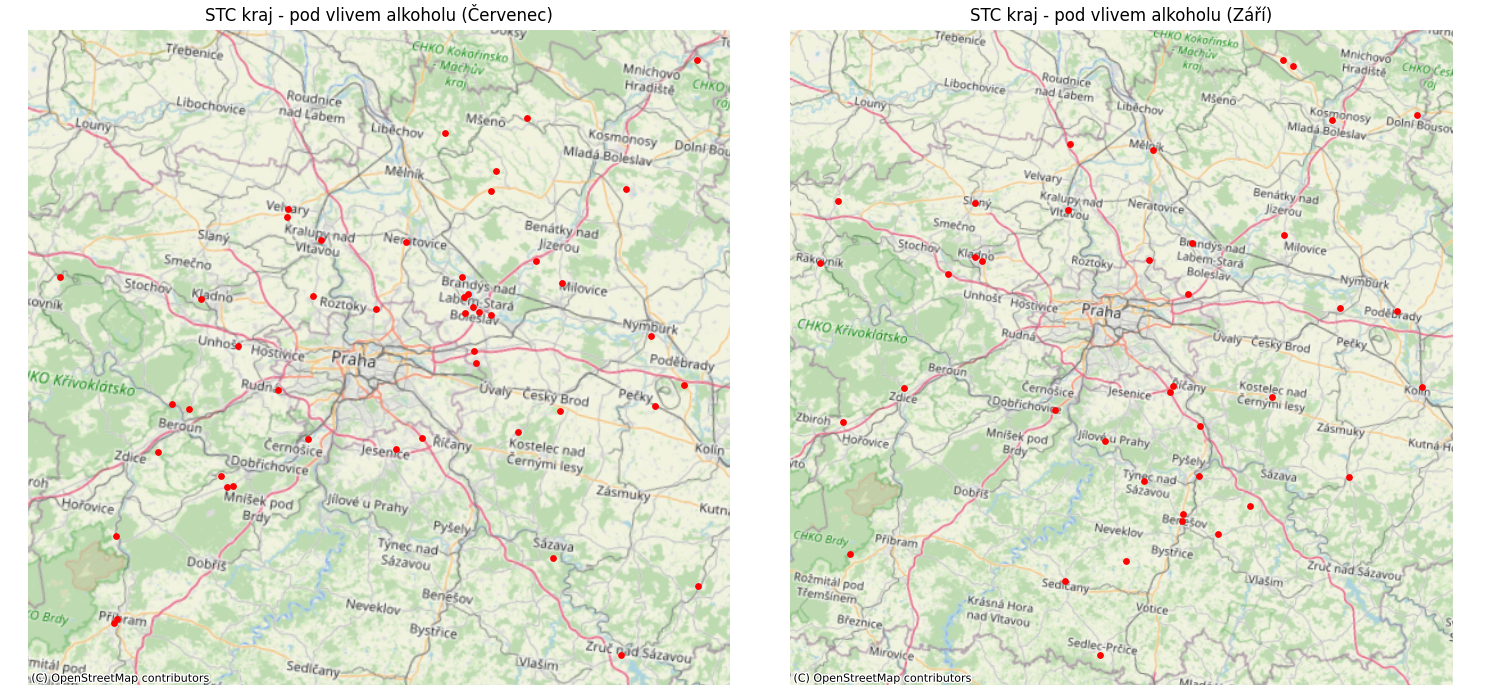 STC kraj - pod vlivem alkoholu (Červenec)
Doksy
CHKO Kokořínsko
- Máchův
kraj
Třebenice
Mnichovo
Hradiště
CHKO
Libochovice
Roudnice
nad Labem
Louny
Liběchov
Mšeno
Kosmonosy
Mladá Boleslav
Dolní Bou
Mělník
Velvary
Slaný
Kralupy nad
Vltavou
Neratovice
Benátky nad
Jizerou
Smečno
Stochov
kovník
Kladno
Roztoky
Brandýs nad
Labem-Stará
Boleslav
Milovice
Nymburk
Unhošť
Hostivice
Praha
Poděbrady
KO Křivoklátsko
Rudná
Úvaly
Český Brod
Pečky
Beroun
Černošice
Jesenice
Říčany
Kostelec nad
Černými lesy
Kolín
Zdice
Dobřichovice
roh
Hořovice
Mníšek pod
Brdy
Jílové u Prahy
Zásmuky
Kutn
Pyšely
Sázava
Týnec nad
Sázavou
Dobříš
Benešov
KO Brdy
Příbram
Neveklov
Bystřice
Zruč nad Sázavou
mitál pod
Sedlčany
Vlašim
(C) OpenStreetMap contributors
STC kraj - pod vlivem alkoholu (Září)
Třebenice
CHKO Kokořínsko
- Máchův
kraj
Mnichovo
Hradiště
CHKO Česk
ráj
Libochovice
Roudnice
nad Labem
Louny
Liběchov
Mšeno
Kosmonosy
Mladá Boleslav
Dolní Bousov
Mělník
Velvary
Slaný
Kralupy nad
Vltavou
Neratovice
Benátky nad
Jizerou
Smečno
Stochov
Rakovník
Kladno
Roztoky
Brandýs nad
Labem-Stará
Boleslav
Milovice
Nymburk
Unhošť
Hostivice
Praha
Poděbrady
CHKO Křivoklátsko
Rudná
Úvaly
Český Brod
Pečky
Beroun
Zdice
Černošice
Jesenice
Říčany
Kostelec nad
Černými lesy
Kolín
Dobřichovice
Zbiroh
Hořovice
Mníšek pod
Brdy
Jílové u Prahy
Zásmuky
Kutná Ho
Pyšely
Sázava
Týnec nad
Sázavou
Dobříš
Benešov
CHKO Brdy
Příbram
Neveklov
Bystřice
Zruč nad Sázavou
Rožmitál pod
Třemšínem
Sedlčany
Vlašim
Krásná Hora
nad Vltavou
Votice
Březnice
Mirovice
Sedlec-Prčice
(C) OpenStreetMap contributors